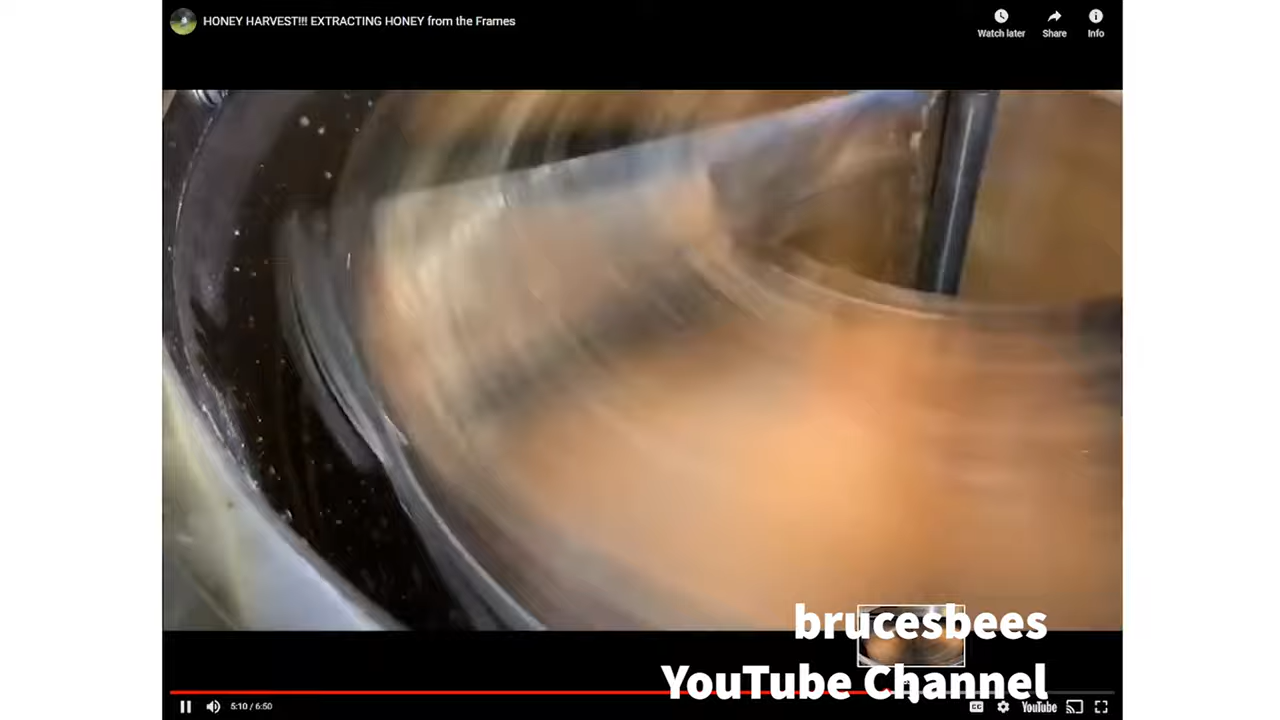 HONEY HARVEST!!! EXTRACTING HONEY from the Frames
Watch later
Share
Info
brucesbees
YouTube Channel
5:10 / 6:50
CC
YouTube